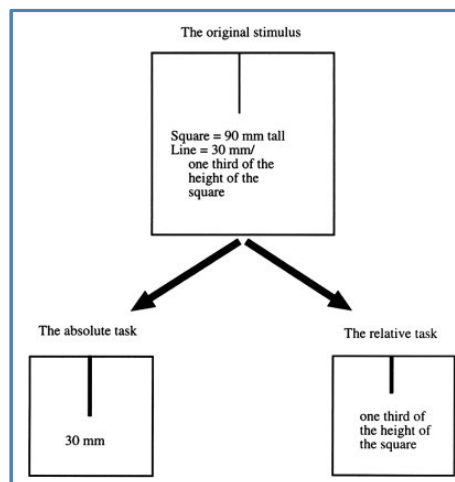 The original stimulus
Square = 90 mm tall
Line = 30 mm/
one third of the
height of the
square
The absolute task
The relative task
30 mm
one third of
the height of
the square